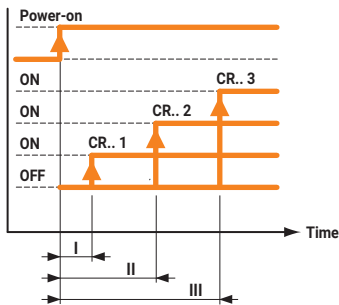 Power-on
ON
CR.. 3
ON
CR.. 2
ON
CR.. 1
OFF
Time
I
II
III